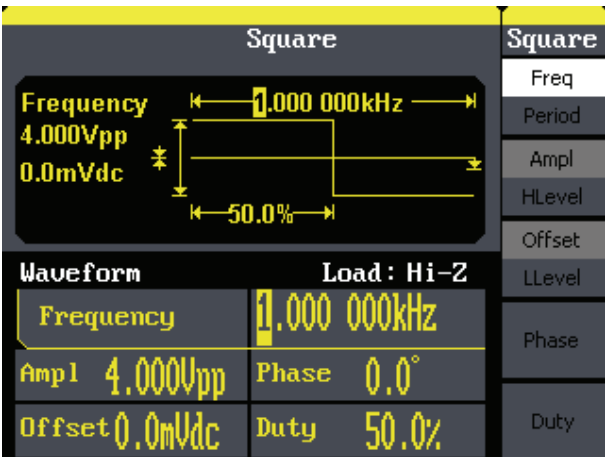 Square
Frequency
1.000 000kHz
4.000Vpp
0.0mVdc
50.0%
Waveform Load: Hi-Z
Frequency 1.000 000kHz
Ampl 4.000Vpp Phase 0.0°
Offset 0.0mVdc Duty 50.0%
Square
Freq
Period
Ampl
HLevel
Offset
LLevel
Phase
Duty